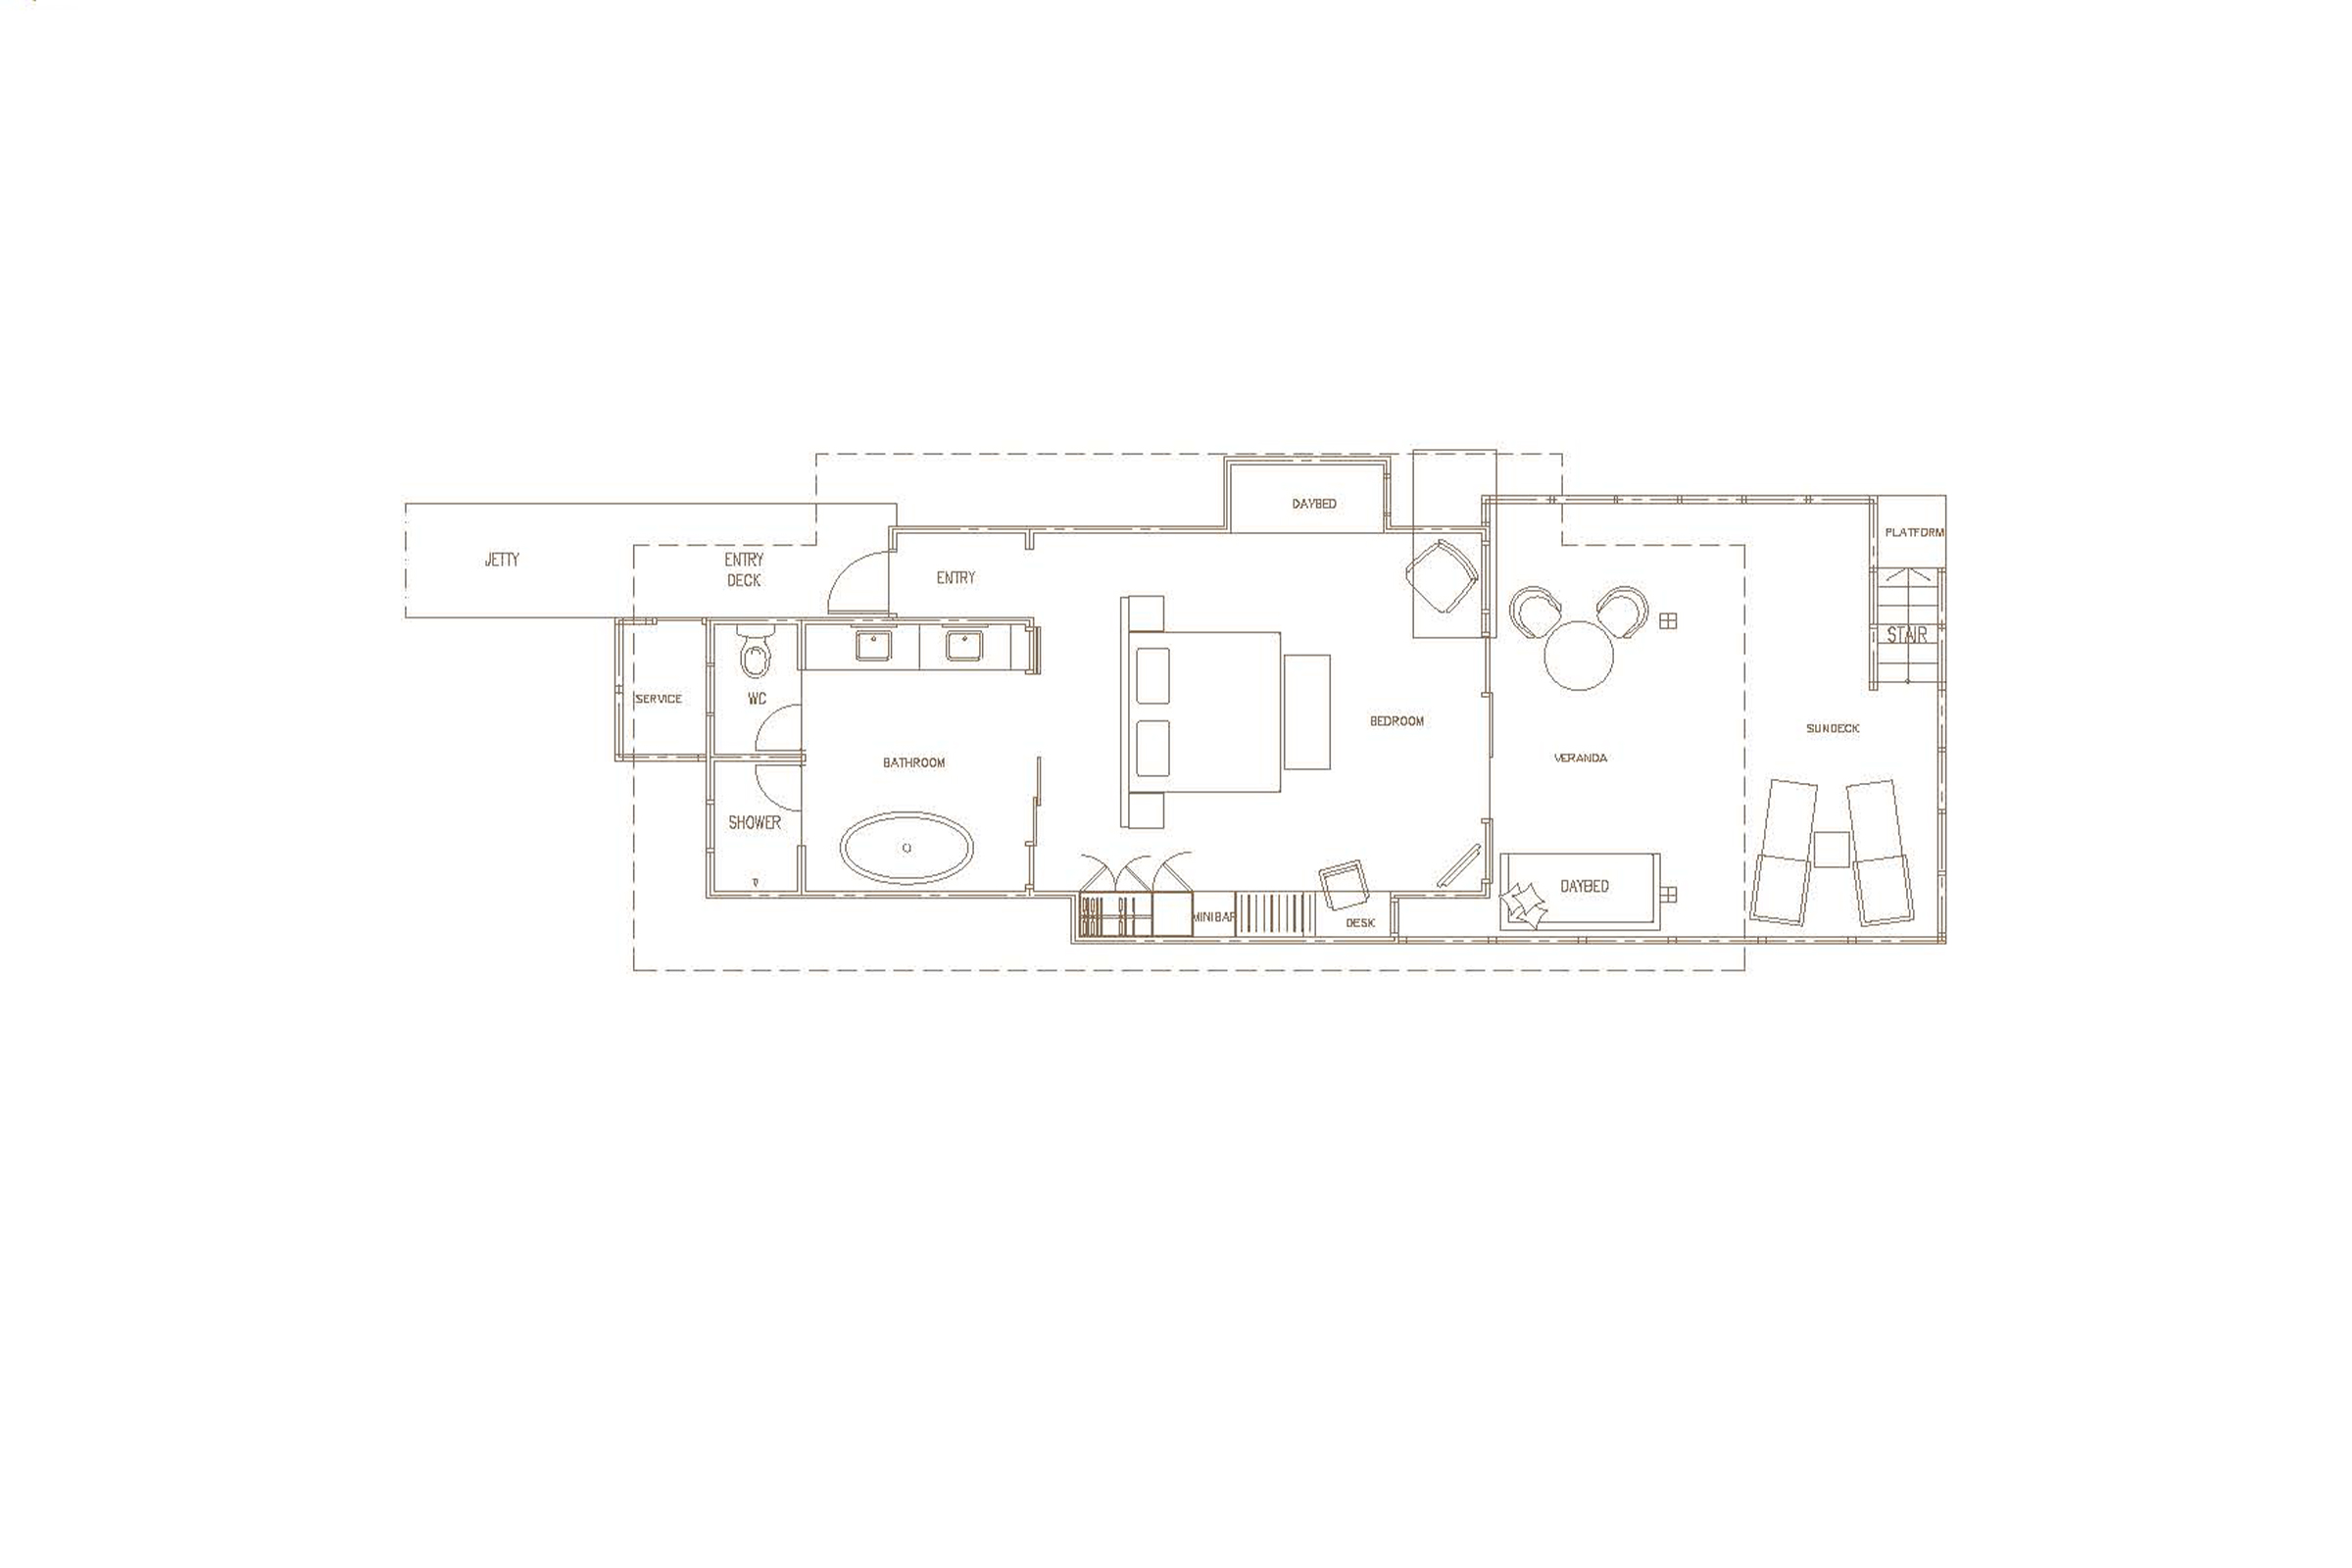 DAYBED
PLATFORM
JETTY
ENTRY
DECK
ENTRY
STAIR
SERVICE
WC
BEDROOM
SUNDECK
BATHROOM
VERANDA
SHOWER
DAYBED
MINIBAR
DESK